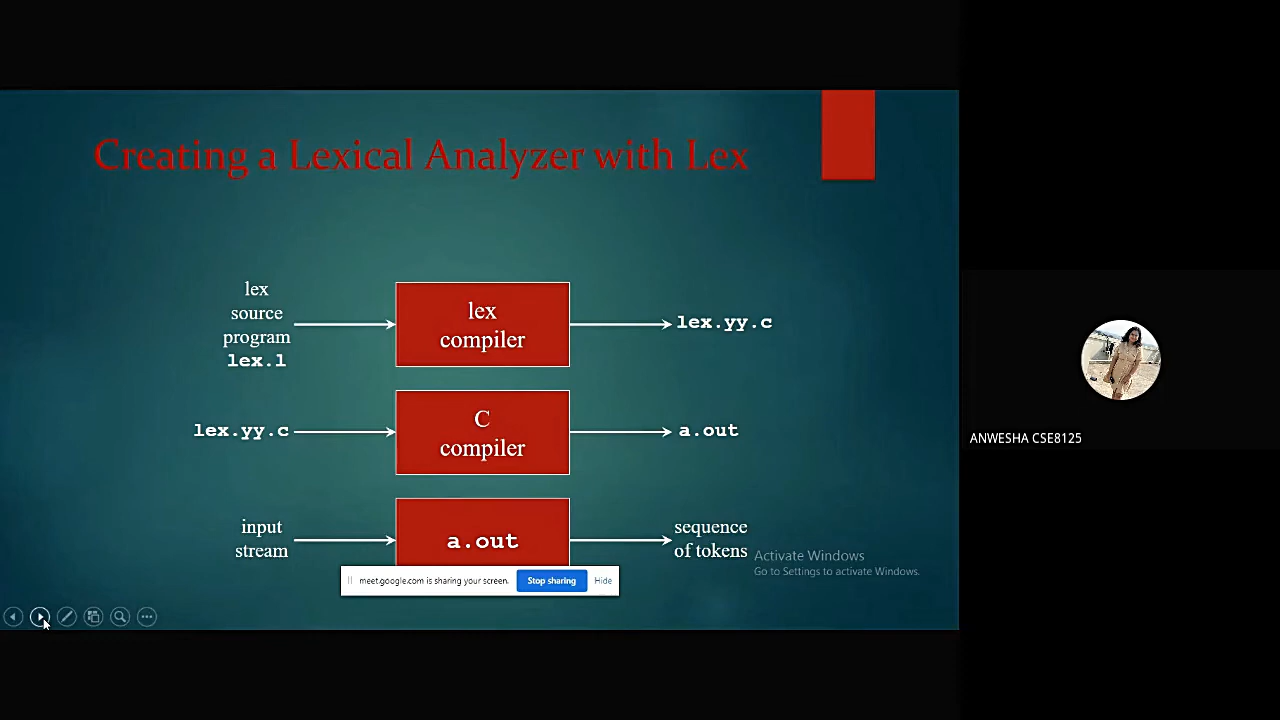 Creating a Lexical Analyzer with Lex
lex
source
program
lex.l
lex
compiler
lex.yy.c
lex.yy.c
C
compiler
a.out
input
stream
a.out
sequence
of tokens
Activate Windows
Go to Settings to activate Windows.
meet.google.com is sharing your screen.
Stop sharing
Hide
ANWESHA CSE8125